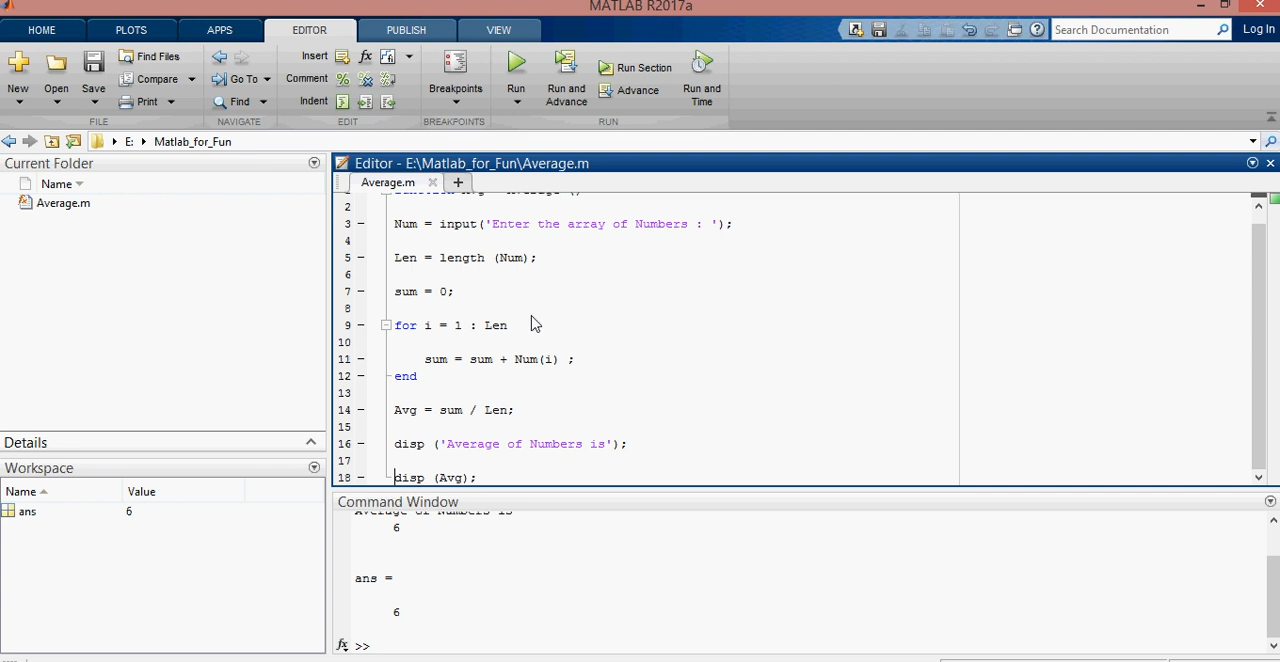 MATLAB R2017a
HOME PLOTS APPS EDITOR PUBLISH VIEW Search Documentation Log In
New Open Save Find Files Compare Print Go To Find Insert Comment Indent Breakpoints Run Run and Advance Run Section Advance Run and Time
FILE NAVIGATE EDIT BREAKPOINTS RUN
E: Matlab_for_Fun
Current Folder
Name
Average.m
Details
Workspace
Name Value
ans 6
Editor - E:\Matlab_for_Fun\Average.m
Average.m
2
3 Num = input('Enter the array of Numbers : ');
4
5 Len = length (Num);
6
7 sum = 0;
8
9 for i = 1 : Len
10
11 sum = sum + Num(i) ;
12 end
13
14 Avg = sum / Len;
15
16 disp ('Average of Numbers is');
17
18 disp (Avg);
Command Window
Average of Numbers is
6
ans =
6
fx >>